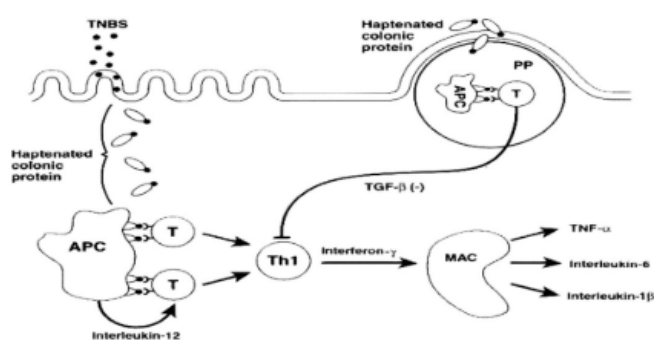 TNBS
Haptenated
colonic
protein
PP
APC
T
Haptenated
colonic
protein
TGF-β (-)
APC
T
T
Th1
Interferon-γ
MAC
TNF-α
Interleukin-6
Interleukin-1β
Interleukin-12